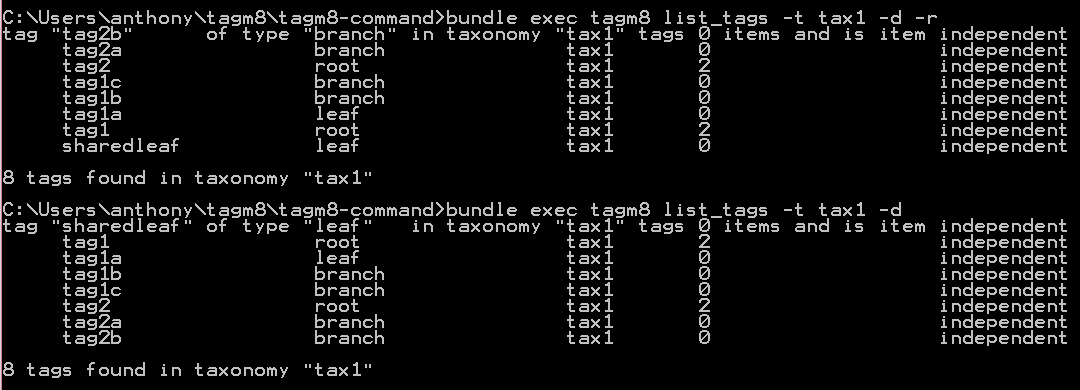 C:\Users\anthony\tagm8\tagm8-command>bundle exec tagm8 list_tags -t tax1 -d -r
tag "tag2b"      of type "branch" in taxonomy "tax1" tags 0 items and is item independent
     tag2a                branch               tax1       0                   independent
     tag2                 root                 tax1       2                   independent
     tag1c                branch               tax1       0                   independent
     tag1b                branch               tax1       0                   independent
     tag1a                leaf                 tax1       0                   independent
     tag1                 root                 tax1       2                   independent
     sharedleaf           leaf                 tax1       0                   independent
8 tags found in taxonomy "tax1"
C:\Users\anthony\tagm8\tagm8-command>bundle exec tagm8 list_tags -t tax1 -d
tag "sharedleaf" of type "leaf"   in taxonomy "tax1" tags 0 items and is item independent
     tag1                 root                 tax1       2                   independent
     tag1a                leaf                 tax1       0                   independent
     tag1b                branch               tax1       0                   independent
     tag1c                branch               tax1       0                   independent
     tag2                 root                 tax1       2                   independent
     tag2a                branch               tax1       0                   independent
     tag2b                branch               tax1       0                   independent
8 tags found in taxonomy "tax1"